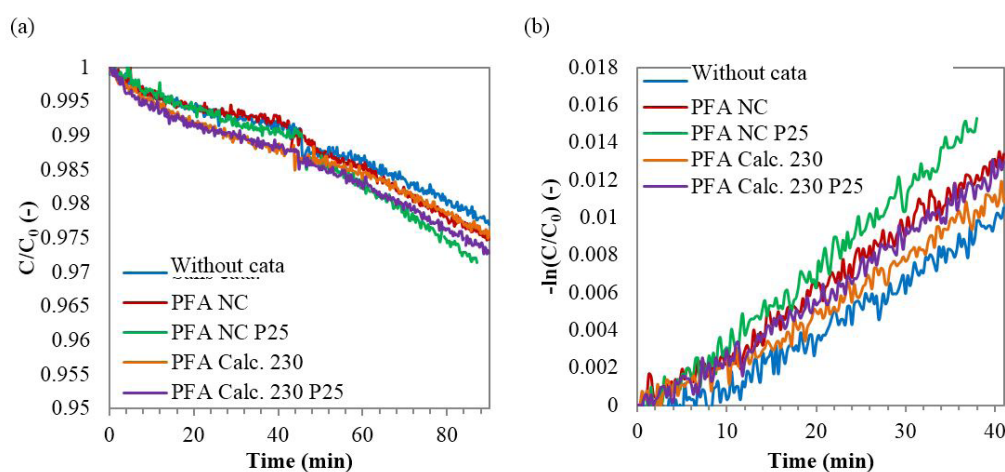 (a)
1
0.995
0.99
0.985
0.98
0.975
0.97
0.965
0.96
0.955
0.95
C/C0 (-)
Without cata
PFA NC
PFA NC P25
PFA Calc. 230
PFA Calc. 230 P25
0 20 40 60 80
Time (min)
(b)
0.018
0.016
0.014
0.012
0.01
0.008
0.006
0.004
0.002
0
-ln(C/C0) (-)
Without cata
PFA NC
PFA NC P25
PFA Calc. 230
PFA Calc. 230 P25
0 10 20 30 40
Time (min)